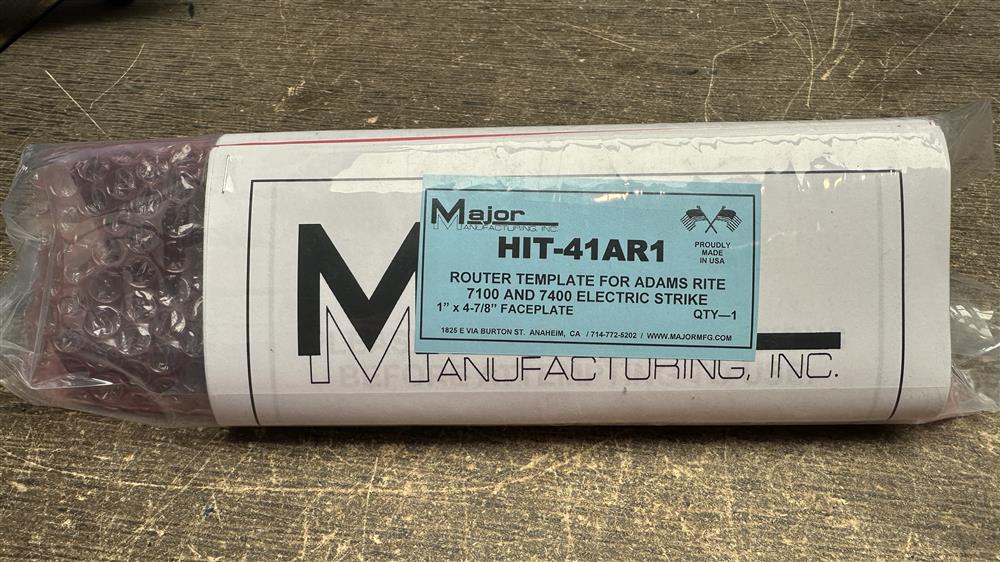 Major
MANUFACTURING, INC.
HIT-41AR1
PROUDLY
MADE
IN USA
ROUTER TEMPLATE FOR ADAMS RITE
7100 AND 7400 ELECTRIC STRIKE
1" x 4-7/8" FACEPLATE
QTY—1
1825 E VIA BURTON ST. ANAHEIM, CA / 714-772-5202 / WWW.MAJORMFG.COM
M
MANUFACTURING, INC.